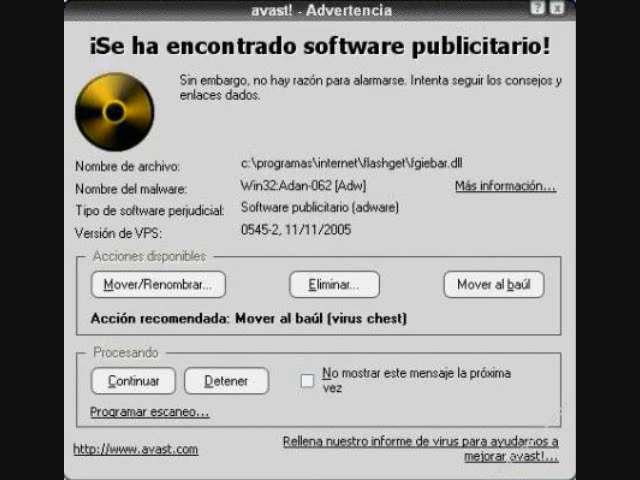 avast! - Advertencia
¡Se ha encontrado software publicitario!
Sin embargo, no hay razón para alarmarse. Intenta seguir los consejos y
enlaces dados.
Nombre de archivo: c:\programas\internet\flashget\fgiebar.dll
Nombre del malware: Win32:Adan-062 [Adw] Más información...
Tipo de software perjudicial: Software publicitario (adware)
Versión de VPS: 0545-2, 11/11/2005
Acciones disponibles
Mover/Renombrar... Eliminar... Mover al baúl
Acción recomendada: Mover al baúl (virus chest)
Procesando
Continuar Detener No mostrar este mensaje la próxima
vez
Programar escaneo...
http://www.avast.com Rellena nuestro informe de virus para ayudarnos a
mejorar avast!...